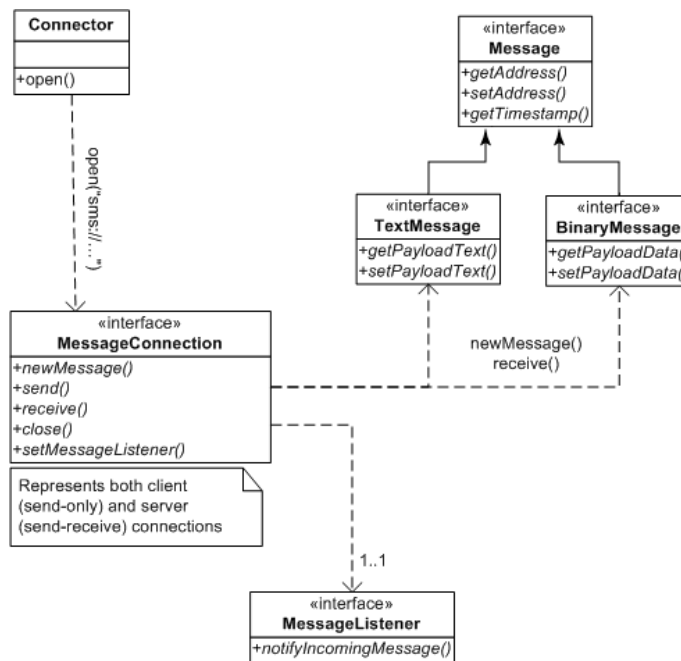 Connector
+open()
open("sms://....")
«interface»
Message
+getAddress()
+setAddress()
+getTimestamp()
«interface»
TextMessage
+getPayloadText()
+setPayloadText()
«interface»
BinaryMessage
+getPayloadData(
+setPayloadData(
«interface»
MessageConnection
+newMessage()
+send()
+receive()
+close()
+setMessageListener()
newMessage()
receive()
Represents both client
(send-only) and server
(send-receive) connections
1..1
«interface»
MessageListener
+notifyIncomingMessage()